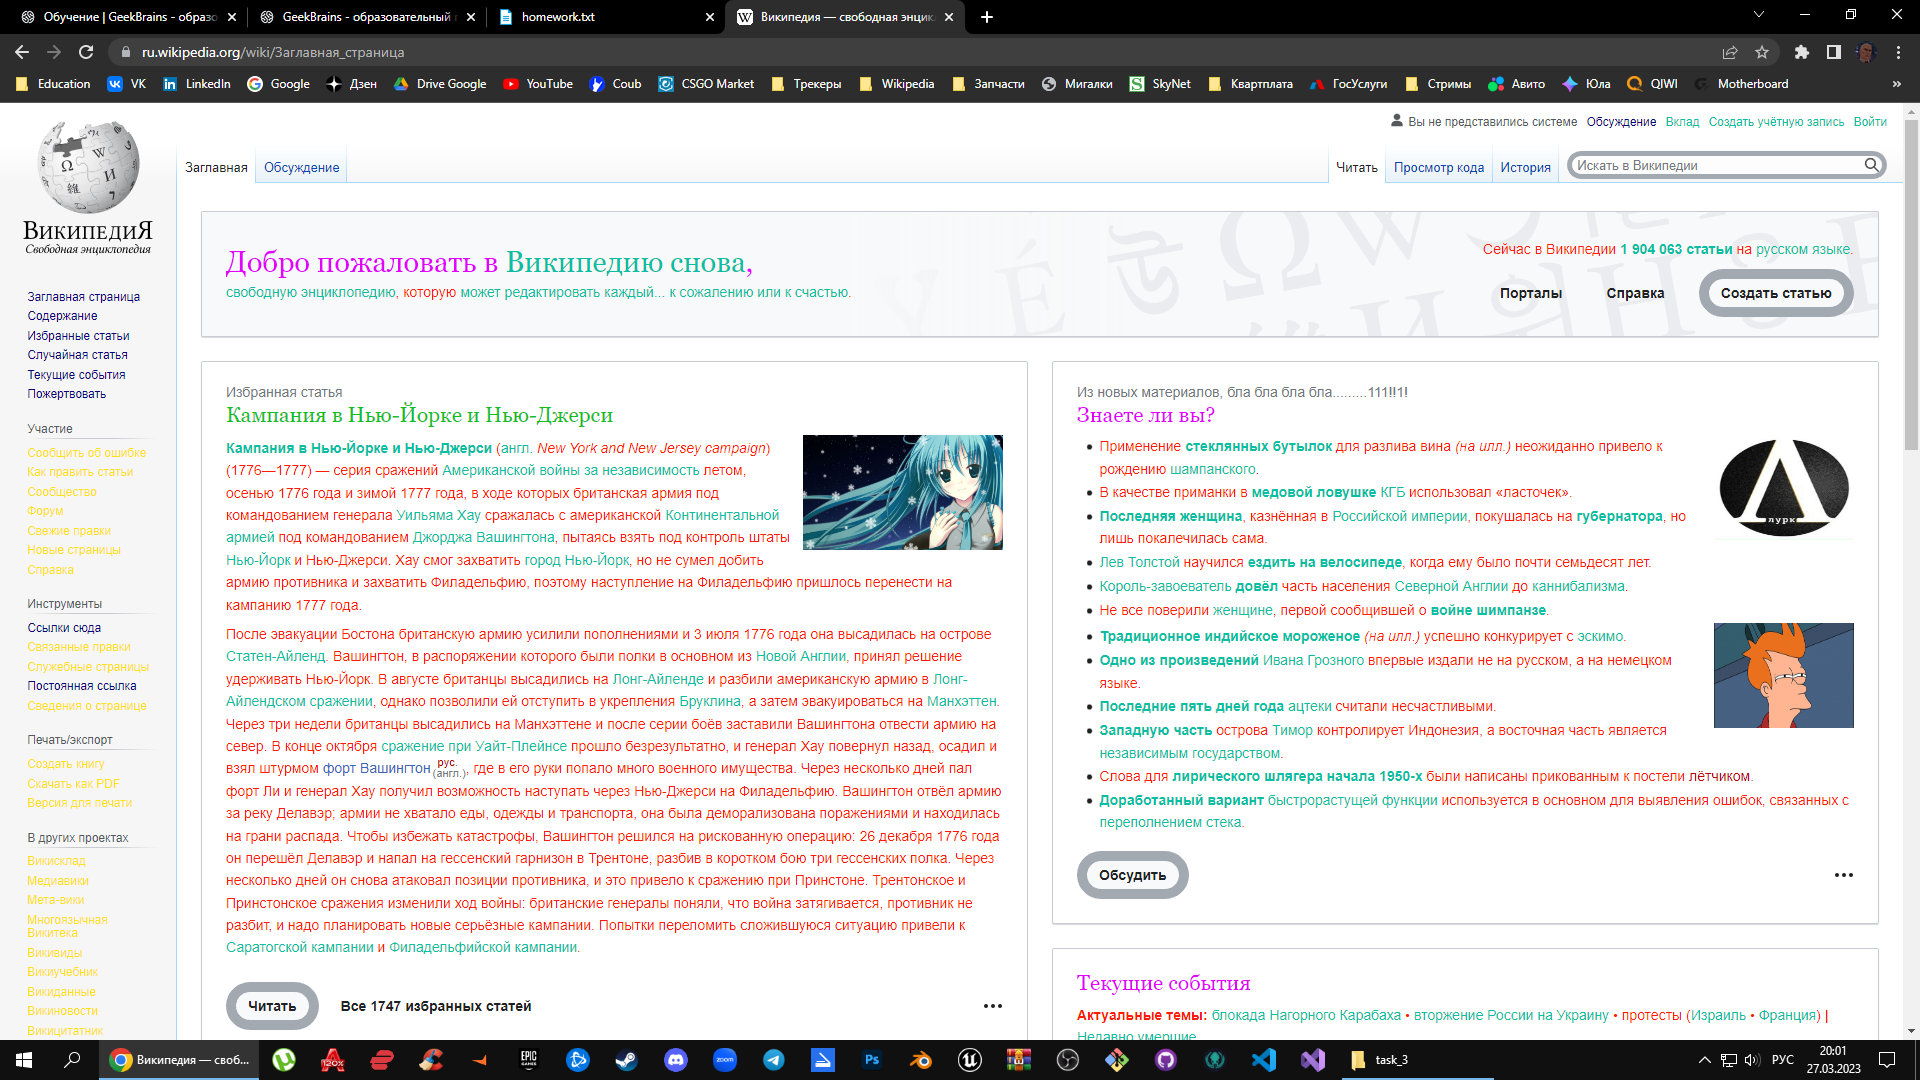 Обучение | GeekBrains - образо
GeekBrains - образовательный
homework.txt
Википедия — свободная энцик
ru.wikipedia.org/wiki/Заглавная_страница
Education
VK
LinkedIn
Google
Дзен
Drive Google
YouTube
Coub
CSGO Market
Трекеры
Wikipedia
Запчасти
Мигалки
SkyNet
Квартплата
ГосУслуги
Стримы
Авито
Юла
QIWI
Motherboard
»
Вы не представились системе Обсуждение Вклад Создать учётную запись Войти
Заглавная Обсуждение
Читать Просмотр кода История Искать в Википедии
ВикипедиЯ
Свободная энциклопедия
Заглавная страница
Содержание
Избранные статьи
Случайная статья
Текущие события
Пожертвовать
Участие
Сообщить об ошибке
Как править статьи
Сообщество
Форум
Свежие правки
Новые страницы
Справка
Инструменты
Ссылки сюда
Связанные правки
Служебные страницы
Постоянная ссылка
Сведения о странице
Печать/экспорт
Создать книгу
Скачать как PDF
Версия для печати
В других проектах
Викисклад
Медиавики
Мета-вики
Многоязычная
Викитека
Викивиды
Викиучебник
Викиданные
Викиновости
Викицитатник
Добро пожаловать в Википедию снова,
свободную энциклопедию, которую может редактировать каждый... к сожалению или к счастью.
Сейчас в Википедии 1 904 063 статьи на русском языке.
Порталы Справка Создать статью
Избранная статья
Кампания в Нью-Йорке и Нью-Джерси
Кампания в Нью-Йорке и Нью-Джерси (англ. New York and New Jersey campaign)
(1776—1777) — серия сражений Американской войны за независимость летом,
осенью 1776 года и зимой 1777 года, в ходе которых британская армия под
командованием генерала Уильяма Хау сражалась с американской Континентальной
армией под командованием Джорджа Вашингтона, пытаясь взять под контроль штаты
Нью-Йорк и Нью-Джерси. Хау смог захватить город Нью-Йорк, но не сумел добить
армию противника и захватить Филадельфию, поэтому наступление на Филадельфию пришлось перенести на
кампанию 1777 года.
После эвакуации Бостона британскую армию усилили пополнениями и 3 июля 1776 года она высадилась на острове
Статен-Айленд. Вашингтон, в распоряжении которого были полки в основном из Новой Англии, принял решение
удерживать Нью-Йорк. В августе британцы высадились на Лонг-Айленде и разбили американскую армию в Лонг-
Айлендском сражении, однако позволили ей отступить в укрепления Бруклина, а затем эвакуироваться на Манхэттен.
Через три недели британцы высадились на Манхэттене и после серии боёв заставили Вашингтона отвести армию на
север. В конце октября сражение при Уайт-Плейнсе прошло безрезультатно, и генерал Хау повернул назад, осадил и
взял штурмом форт Вашингтон рус. (англ.), где в его руки попало много военного имущества. Через несколько дней пал
форт Ли и генерал Хау получил возможность наступать через Нью-Джерси на Филадельфию. Вашингтон отвёл армию
за реку Делавэр; армии не хватало еды, одежды и транспорта, она была деморализована поражениями и находилась
на грани распада. Чтобы избежать катастрофы, Вашингтон решился на рискованную операцию: 26 декабря 1776 года
он перешёл Делавэр и напал на гессенский гарнизон в Трентоне, разбив в коротком бою три гессенских полка. Через
несколько дней он снова атаковал позиции противника, и это привело к сражению при Принстоне. Трентонское и
Принстонское сражения изменили ход войны: британские генералы поняли, что война затягивается, противник не
разбит, и надо планировать новые серьёзные кампании. Попытки переломить сложившуюся ситуацию привели к
Саратогской кампании и Филадельфийской кампании.
Читать Все 1747 избранных статей
Из новых материалов, бла бла бла бла.........111!!1!
Знаете ли вы?
Применение стеклянных бутылок для разлива вина (на илл.) неожиданно привело к
рождению шампанского.
В качестве приманки в медовой ловушке КГБ использовал «ласточек».
Последняя женщина, казнённая в Российской империи, покушалась на губернатора, но
лишь покалечилась сама.
Лев Толстой научился ездить на велосипеде, когда ему было почти семьдесят лет.
Король-завоеватель довёл часть населения Северной Англии до каннибализма.
Не все поверили женщине, первой сообщившей о войне шимпанзе.
Традиционное индийское мороженое (на илл.) успешно конкурирует с эскимо.
Одно из произведений Ивана Грозного впервые издали не на русском, а на немецком
языке.
Последние пять дней года ацтеки считали несчастливыми.
Западную часть острова Тимор контролирует Индонезия, а восточная часть является
независимым государством.
Слова для лирического шлягера начала 1950-х были написаны прикованным к постели лётчиком.
Доработанный вариант быстрорастущей функции используется в основном для выявления ошибок, связанных с
переполнением стека.
лурк
Обсудить
Текущие события
Актуальные темы: блокада Нагорного Карабаха • вторжение России на Украину • протесты (Израиль • Франция) |
Недавно умершие
Википедия — своб...
EPIC GAMES
zoom
Ps
task_3
РУС
20:01
27.03.2023